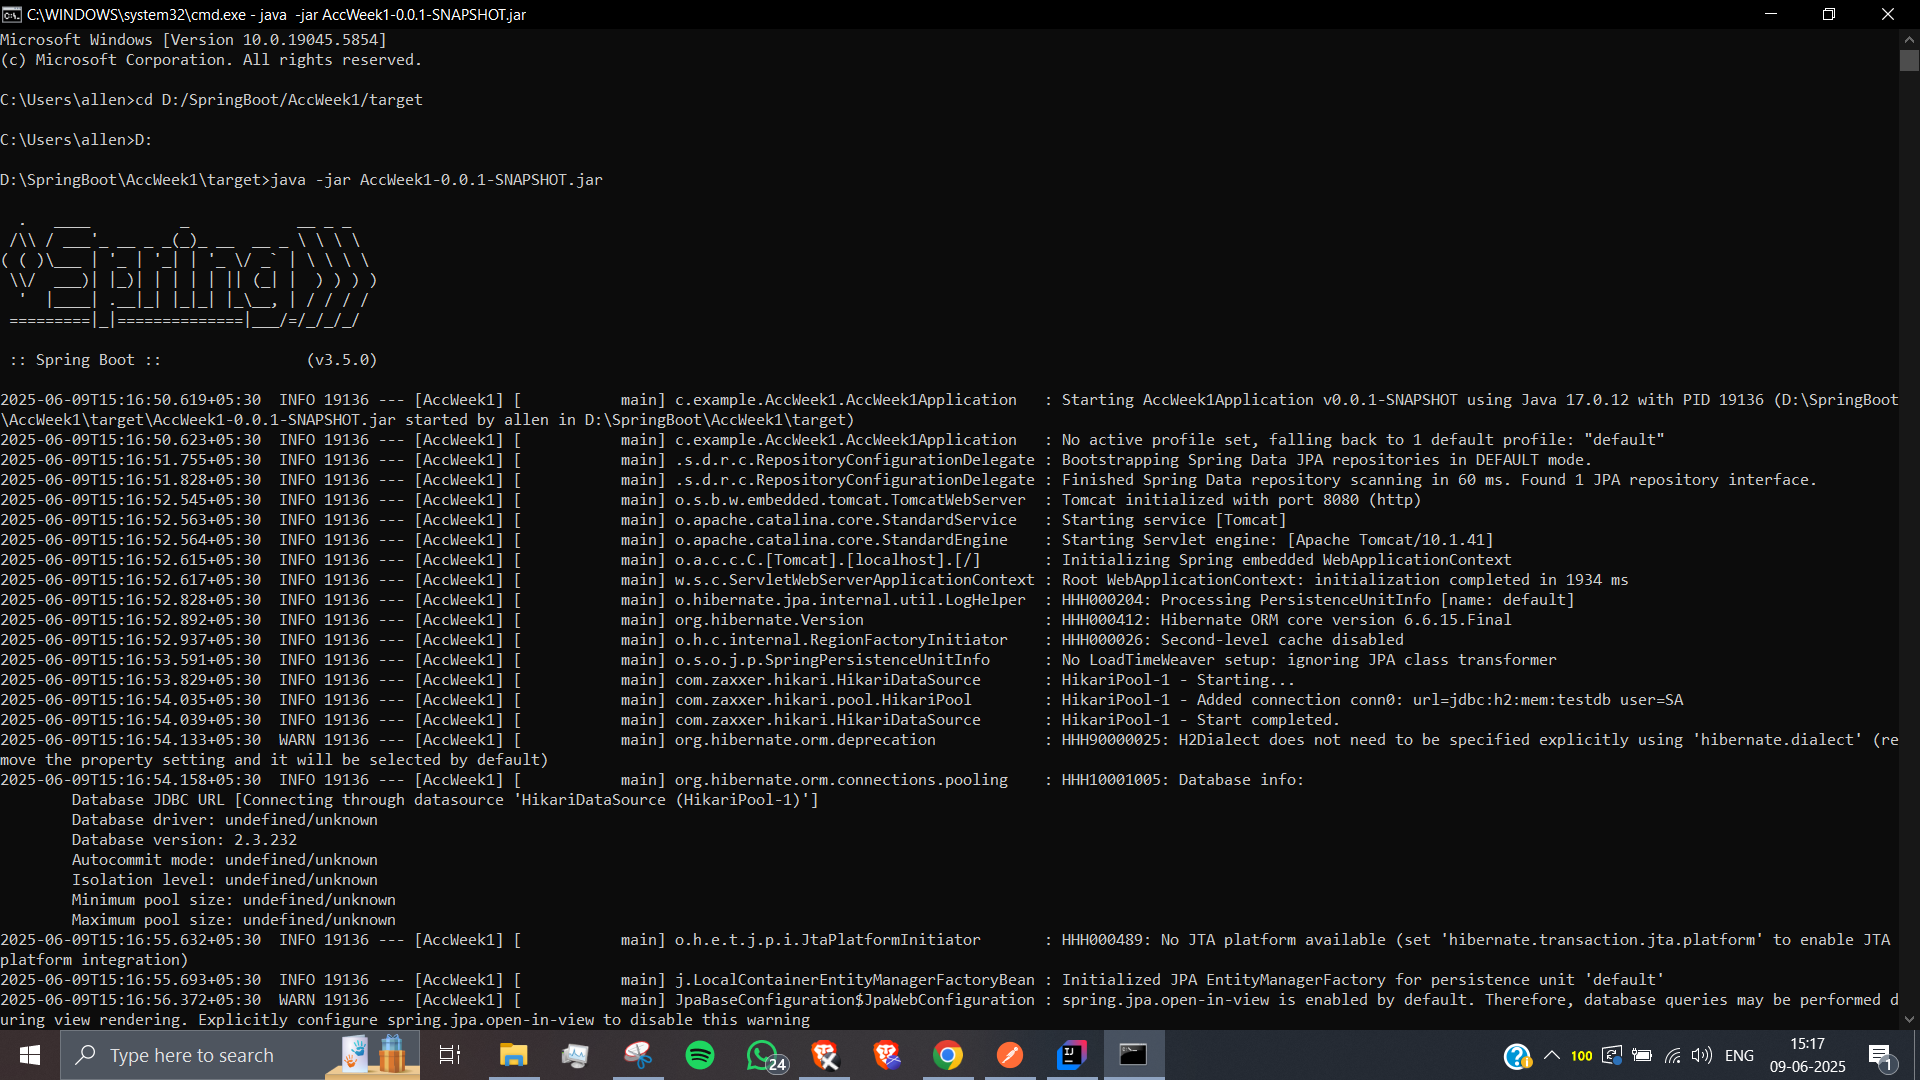 C:\WINDOWS\system32\cmd.exe - java  -jar AccWeek1-0.0.1-SNAPSHOT.jar
Microsoft Windows [Version 10.0.19045.5854]
(c) Microsoft Corporation. All rights reserved.
C:\Users\allen>cd D:/SpringBoot/AccWeek1/target
C:\Users\allen>D:
D:\SpringBoot\AccWeek1\target>java -jar AccWeek1-0.0.1-SNAPSHOT.jar
  .   ____          _            __ _ _
 /\\ / ___'_ __ _ _(_)_ __  __ _ \ \ \ \
( ( )\___ | '_ | '_| | '_ \/ _` | \ \ \ \
 \\/  ___)| |_)| | | | | || (_| |  ) ) ) )
  '  |____| .__|_| |_|_| |_\__, | / / / /
 =========|_|==============|___/=/_/_/_/
 :: Spring Boot ::                (v3.5.0)
2025-06-09T15:16:50.619+05:30  INFO 19136 --- [AccWeek1] [           main] c.example.AccWeek1.AccWeek1Application   : Starting AccWeek1Application v0.0.1-SNAPSHOT using Java 17.0.12 with PID 19136 (D:\SpringBoot
\AccWeek1\target\AccWeek1-0.0.1-SNAPSHOT.jar started by allen in D:\SpringBoot\AccWeek1\target)
2025-06-09T15:16:50.623+05:30  INFO 19136 --- [AccWeek1] [           main] c.example.AccWeek1.AccWeek1Application   : No active profile set, falling back to 1 default profile: "default"
2025-06-09T15:16:51.755+05:30  INFO 19136 --- [AccWeek1] [           main] .s.d.r.c.RepositoryConfigurationDelegate : Bootstrapping Spring Data JPA repositories in DEFAULT mode.
2025-06-09T15:16:51.828+05:30  INFO 19136 --- [AccWeek1] [           main] .s.d.r.c.RepositoryConfigurationDelegate : Finished Spring Data repository scanning in 60 ms. Found 1 JPA repository interface.
2025-06-09T15:16:52.545+05:30  INFO 19136 --- [AccWeek1] [           main] o.s.b.w.embedded.tomcat.TomcatWebServer  : Tomcat initialized with port 8080 (http)
2025-06-09T15:16:52.563+05:30  INFO 19136 --- [AccWeek1] [           main] o.apache.catalina.core.StandardService   : Starting service [Tomcat]
2025-06-09T15:16:52.564+05:30  INFO 19136 --- [AccWeek1] [           main] o.apache.catalina.core.StandardEngine    : Starting Servlet engine: [Apache Tomcat/10.1.41]
2025-06-09T15:16:52.615+05:30  INFO 19136 --- [AccWeek1] [           main] o.a.c.c.C.[Tomcat].[localhost].[/]       : Initializing Spring embedded WebApplicationContext
2025-06-09T15:16:52.617+05:30  INFO 19136 --- [AccWeek1] [           main] w.s.c.ServletWebServerApplicationContext : Root WebApplicationContext: initialization completed in 1934 ms
2025-06-09T15:16:52.828+05:30  INFO 19136 --- [AccWeek1] [           main] o.hibernate.jpa.internal.util.LogHelper  : HHH000204: Processing PersistenceUnitInfo [name: default]
2025-06-09T15:16:52.892+05:30  INFO 19136 --- [AccWeek1] [           main] org.hibernate.Version                    : HHH000412: Hibernate ORM core version 6.6.15.Final
2025-06-09T15:16:52.937+05:30  INFO 19136 --- [AccWeek1] [           main] o.h.c.internal.RegionFactoryInitiator    : HHH000026: Second-level cache disabled
2025-06-09T15:16:53.591+05:30  INFO 19136 --- [AccWeek1] [           main] o.s.o.j.p.SpringPersistenceUnitInfo      : No LoadTimeWeaver setup: ignoring JPA class transformer
2025-06-09T15:16:53.829+05:30  INFO 19136 --- [AccWeek1] [           main] com.zaxxer.hikari.HikariDataSource       : HikariPool-1 - Starting...
2025-06-09T15:16:54.035+05:30  INFO 19136 --- [AccWeek1] [           main] com.zaxxer.hikari.pool.HikariPool        : HikariPool-1 - Added connection conn0: url=jdbc:h2:mem:testdb user=SA
2025-06-09T15:16:54.039+05:30  INFO 19136 --- [AccWeek1] [           main] com.zaxxer.hikari.HikariDataSource       : HikariPool-1 - Start completed.
2025-06-09T15:16:54.133+05:30  WARN 19136 --- [AccWeek1] [           main] org.hibernate.orm.deprecation            : HHH90000025: H2Dialect does not need to be specified explicitly using 'hibernate.dialect' (re
move the property setting and it will be selected by default)
2025-06-09T15:16:54.158+05:30  INFO 19136 --- [AccWeek1] [           main] org.hibernate.orm.connections.pooling    : HHH10001005: Database info:
        Database JDBC URL [Connecting through datasource 'HikariDataSource (HikariPool-1)']
        Database driver: undefined/unknown
        Database version: 2.3.232
        Autocommit mode: undefined/unknown
        Isolation level: undefined/unknown
        Minimum pool size: undefined/unknown
        Maximum pool size: undefined/unknown
2025-06-09T15:16:55.632+05:30  INFO 19136 --- [AccWeek1] [           main] o.h.e.t.j.p.i.JtaPlatformInitiator       : HHH000489: No JTA platform available (set 'hibernate.transaction.jta.platform' to enable JTA
platform integration)
2025-06-09T15:16:55.693+05:30  INFO 19136 --- [AccWeek1] [           main] j.LocalContainerEntityManagerFactoryBean : Initialized JPA EntityManagerFactory for persistence unit 'default'
2025-06-09T15:16:56.372+05:30  WARN 19136 --- [AccWeek1] [           main] JpaBaseConfiguration$JpaWebConfiguration : spring.jpa.open-in-view is enabled by default. Therefore, database queries may be performed d
uring view rendering. Explicitly configure spring.jpa.open-in-view to disable this warning
Type here to search
24
100
ENG
15:17
09-06-2025
1